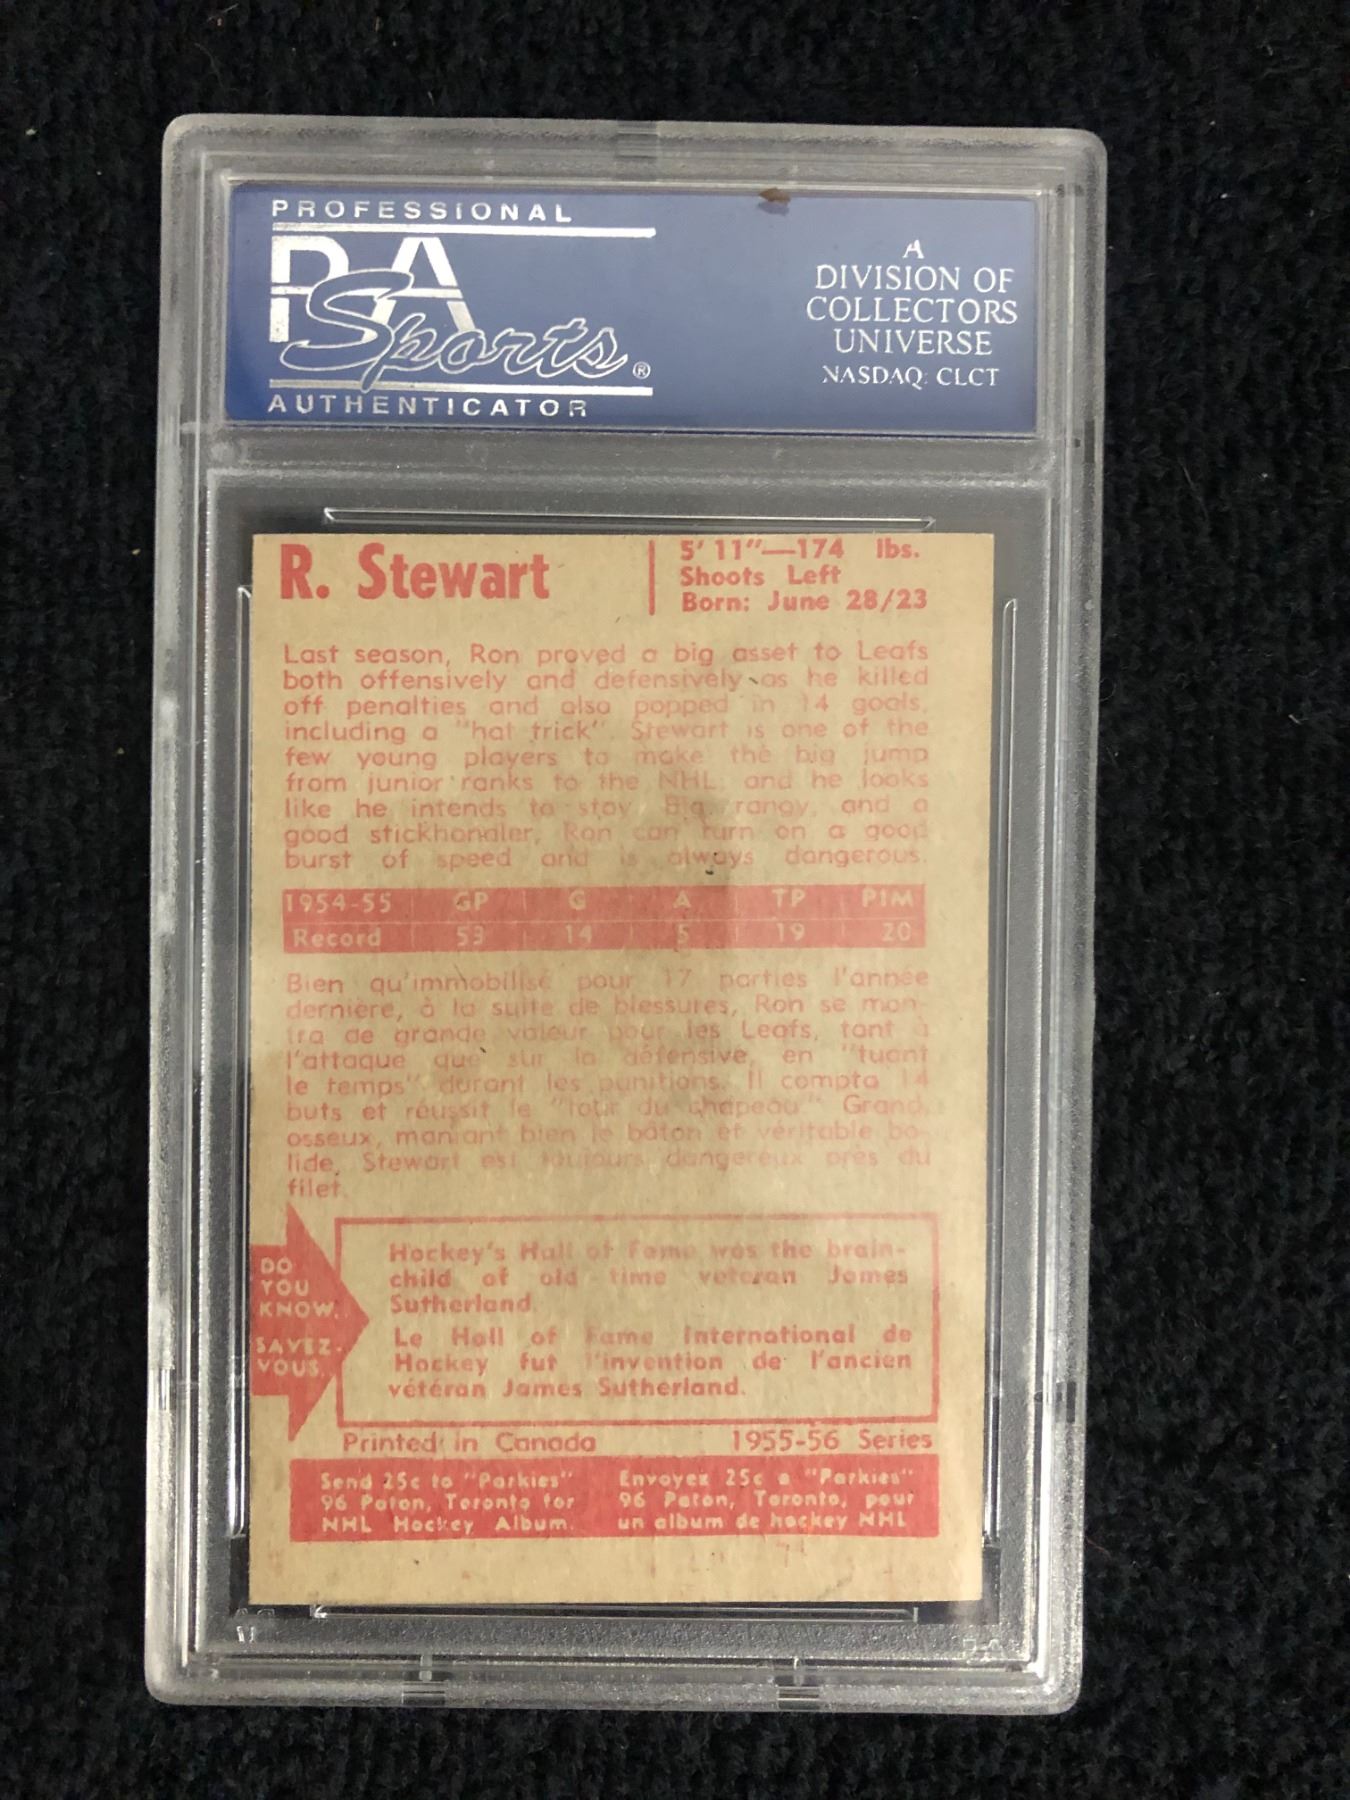 PROFESSIONAL
PSA
Sports®
AUTHENTICATOR
A
DIVISION OF
COLLECTORS
UNIVERSE
NASDAQ: CLCT
R. Stewart
5' 11"—174 lbs.
Shoots Left
Born: June 28/23
Last season, Ron proved a big asset to Leafs
both offensively and defensively as he killed
off penalties and also popped in 14 goals,
including a "hat trick". Stewart is one of the
few young players to make the big jump
from junior ranks to the NHL and he looks
like he intends to stay. Big, rangy, and a
good stickhandler, Ron can turn on a good
burst of speed and is always dangerous.
1954-55 GP G A TP PIM
Record 53 14 5 19 20
Bien qu'immobilisé pour 17 parties l'année
dernière, à la suite de blessures, Ron se mon-
tra de grande valeur pour les Leafs, tant à
l'attaque que sur la défensive, en "tuant
le temps" durant les punitions. Il compta 14
buts et réussit le "tour du chapeau." Grand,
osseux, maniant bien le bâton et véritable bo-
lide, Stewart est toujours dangereux près du
filet.
DO
YOU
KNOW.
SAVEZ-
VOUS.
Hockey's Hall of Fame was the brain-
child of old time veteran James
Sutherland.
Le Hall of Fame International de
Hockey fut l'invention de l'ancien
vétéran James Sutherland.
Printed in Canada 1955-56 Series
Send 25c to "Parkies"
96 Paton, Toronto for
NHL Hockey Album.
Envoyez 25c a "Parkies"
96 Paton, Toronto, pour
un album de hockey NHL